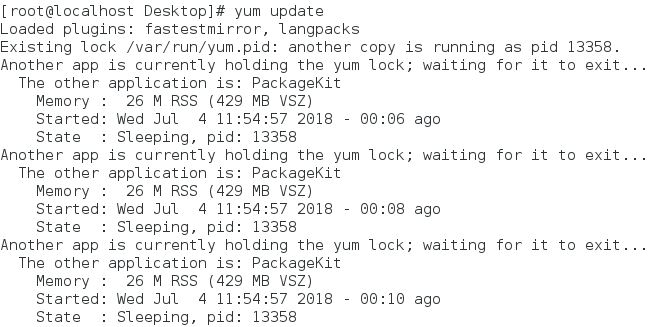 [root@localhost Desktop]# yum update
Loaded plugins: fastestmirror, langpacks
Existing lock /var/run/yum.pid: another copy is running as pid 13358.
Another app is currently holding the yum lock; waiting for it to exit...
  The other application is: PackageKit
    Memory :  26 M RSS (429 MB VSZ)
    Started: Wed Jul  4 11:54:57 2018 - 00:06 ago
    State  : Sleeping, pid: 13358
Another app is currently holding the yum lock; waiting for it to exit...
  The other application is: PackageKit
    Memory :  26 M RSS (429 MB VSZ)
    Started: Wed Jul  4 11:54:57 2018 - 00:08 ago
    State  : Sleeping, pid: 13358
Another app is currently holding the yum lock; waiting for it to exit...
  The other application is: PackageKit
    Memory :  26 M RSS (429 MB VSZ)
    Started: Wed Jul  4 11:54:57 2018 - 00:10 ago
    State  : Sleeping, pid: 13358